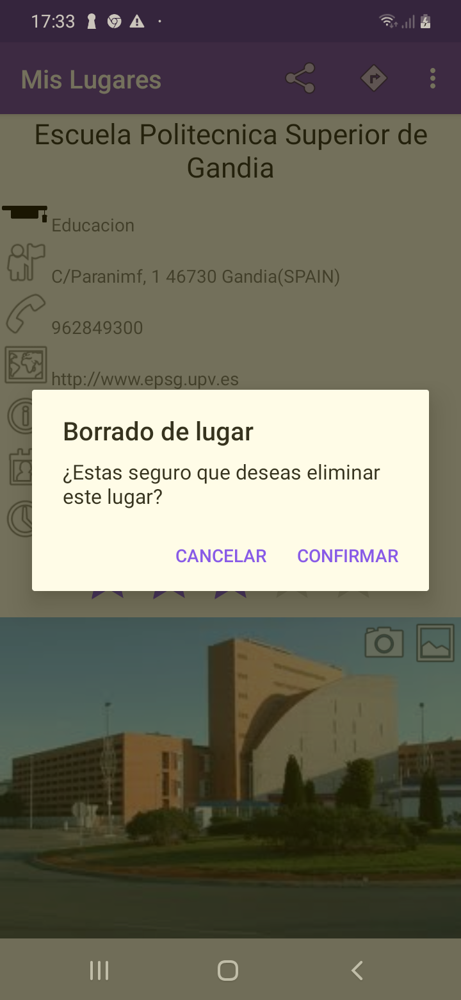 17:33
Mis Lugares
Escuela Politecnica Superior de
Gandia
Educacion
C/Paranimf, 1 46730 Gandia(SPAIN)
962849300
http://www.epsg.upv.es
Borrado de lugar
¿Estas seguro que deseas eliminar
este lugar?
CANCELAR CONFIRMAR